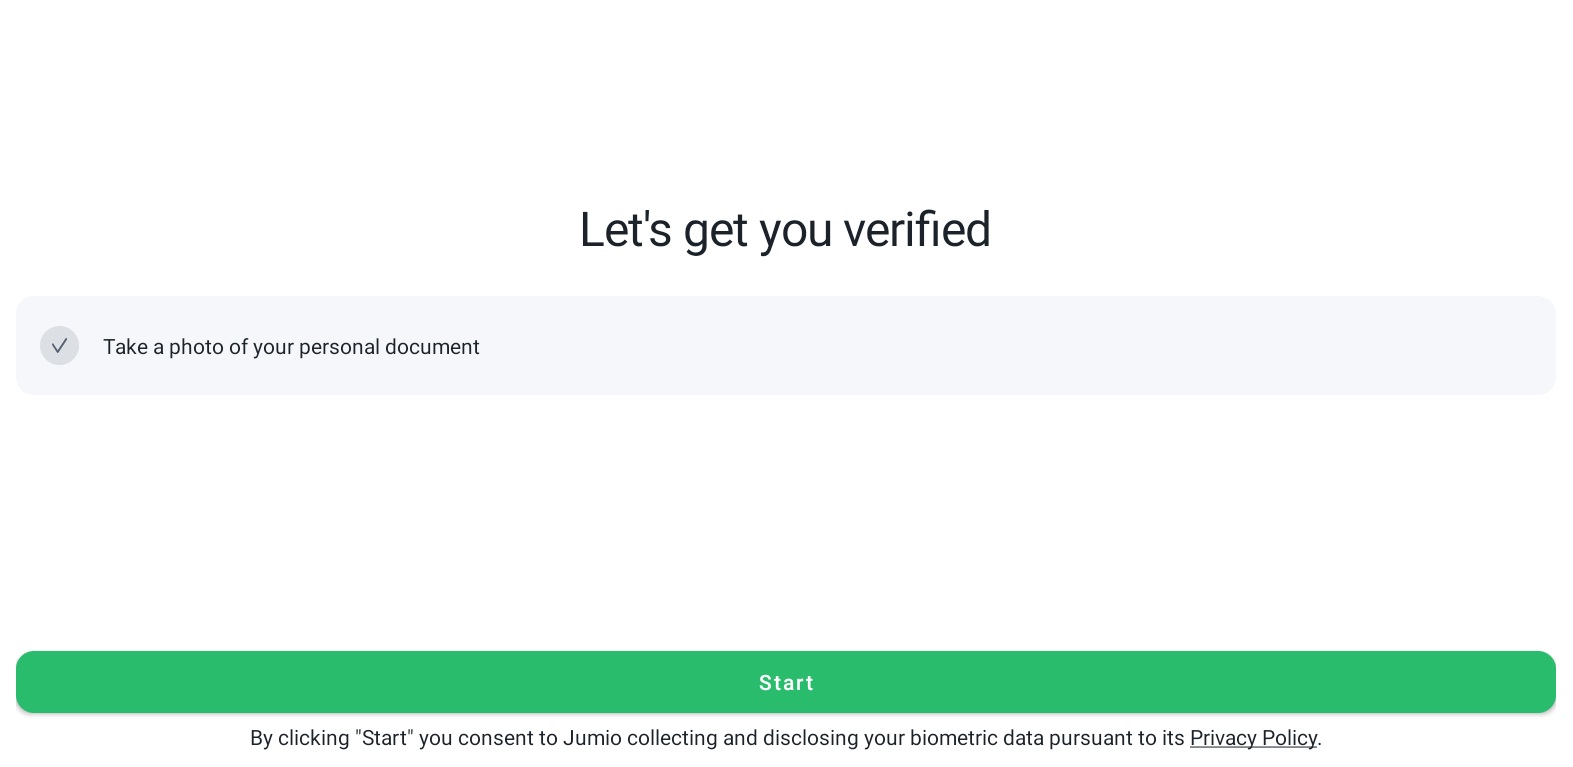 Let's get you verified
Take a photo of your personal document
Start
By clicking "Start" you consent to Jumio collecting and disclosing your biometric data pursuant to its Privacy Policy.